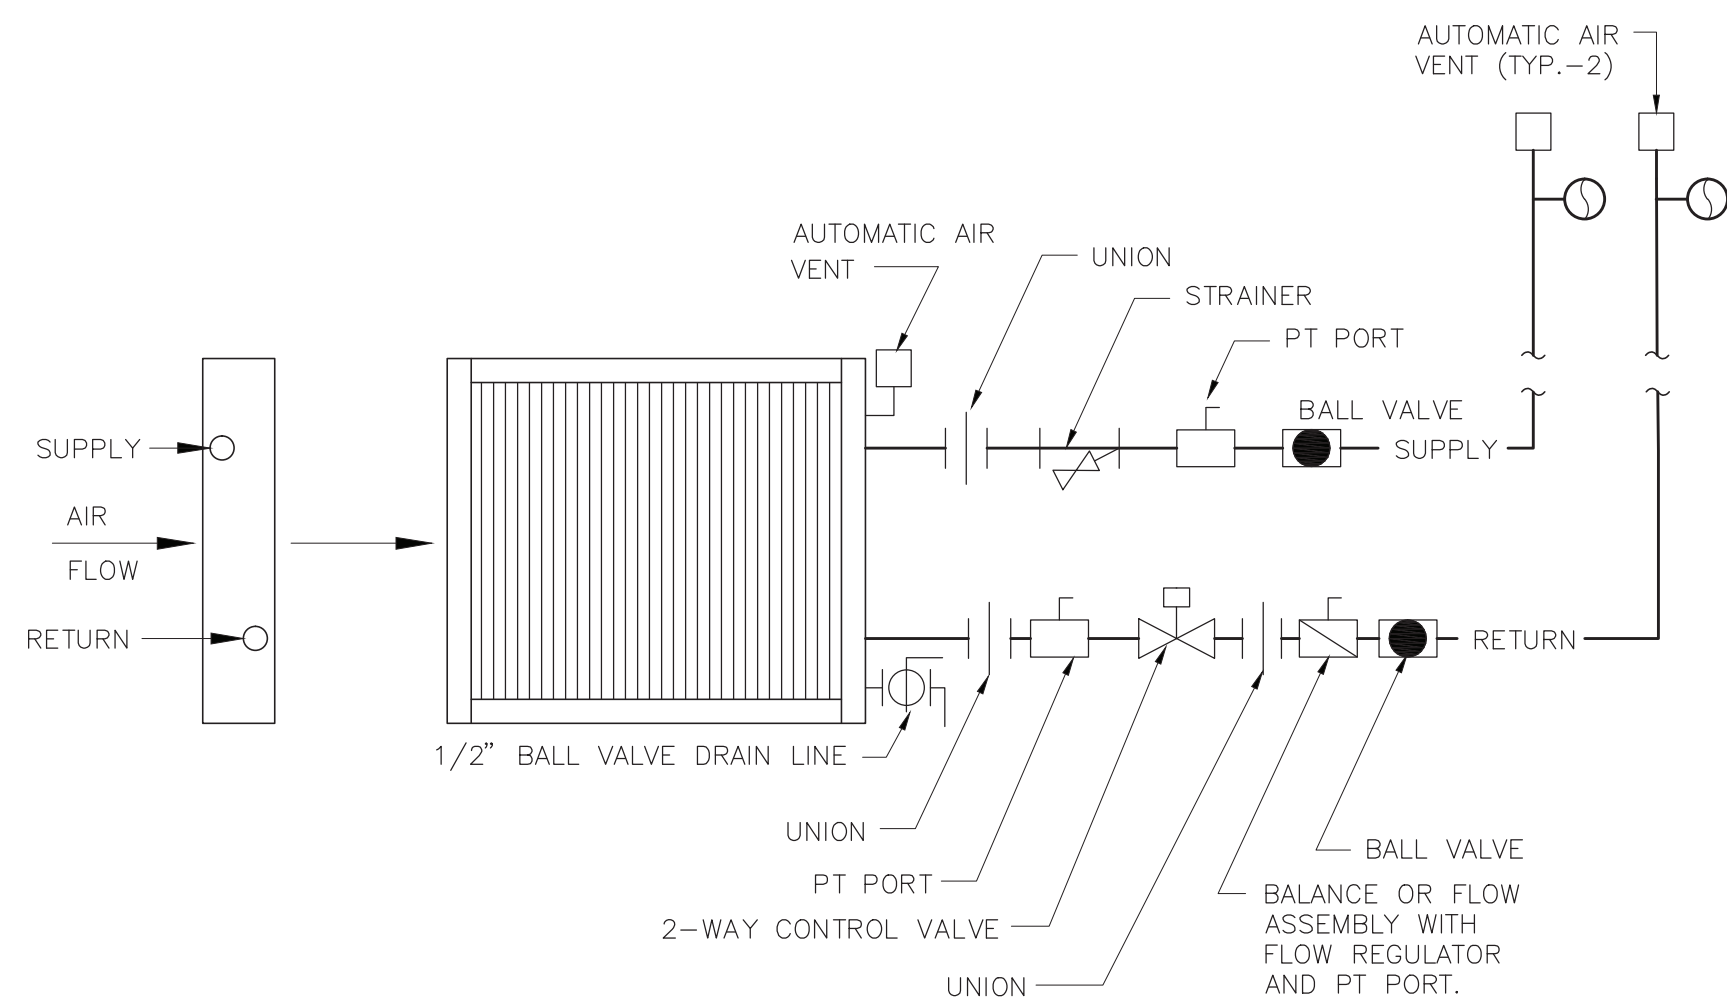 AUTOMATIC AIR
VENT (TYP.-2)
AUTOMATIC AIR
VENT
UNION
STRAINER
PT PORT
BALL VALVE
SUPPLY
SUPPLY
AIR
FLOW
RETURN
RETURN
1/2” BALL VALVE DRAIN LINE
UNION
BALL VALVE
PT PORT
BALANCE OR FLOW
ASSEMBLY WITH
FLOW REGULATOR
AND PT PORT.
2-WAY CONTROL VALVE
UNION